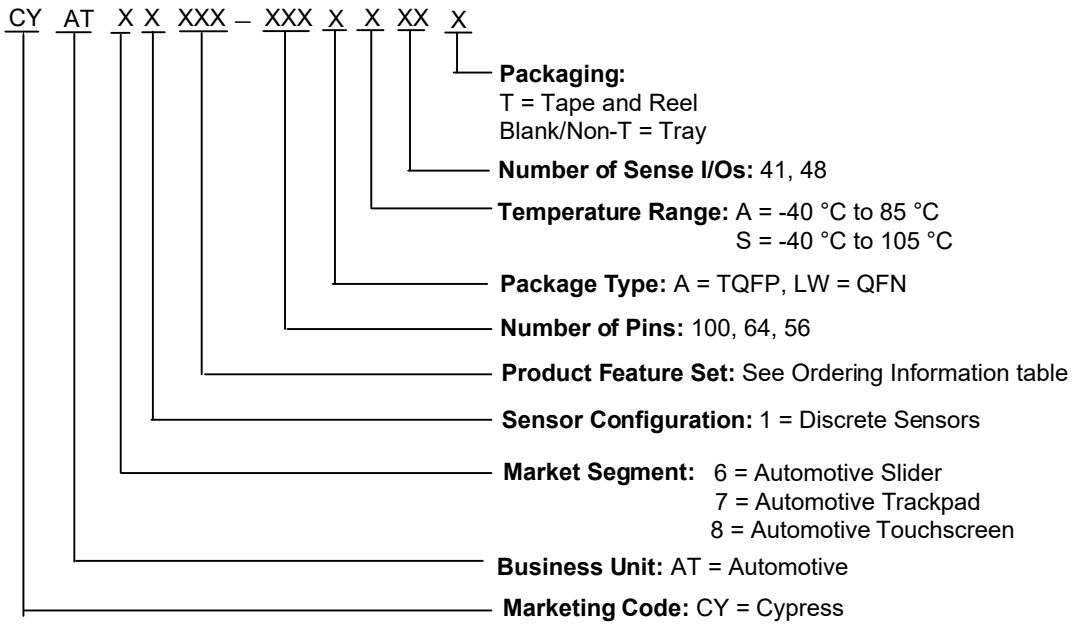 CY AT X X XXX – XXX X X XX X
Packaging:
T = Tape and Reel
Blank/Non-T = Tray
Number of Sense I/Os: 41, 48
Temperature Range: A = -40 °C to 85 °C
S = -40 °C to 105 °C
Package Type: A = TQFP, LW = QFN
Number of Pins: 100, 64, 56
Product Feature Set: See Ordering Information table
Sensor Configuration: 1 = Discrete Sensors
Market Segment: 6 = Automotive Slider
7 = Automotive Trackpad
8 = Automotive Touchscreen
Business Unit: AT = Automotive
Marketing Code: CY = Cypress